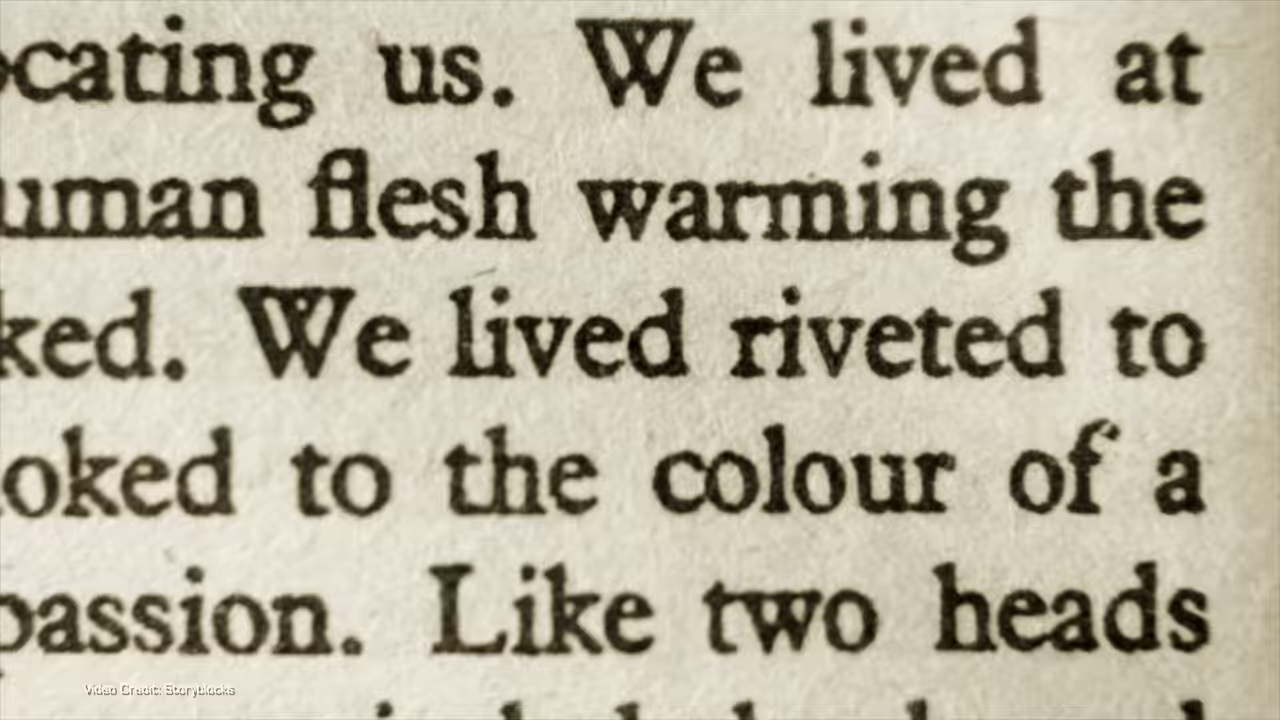 ocating us. We lived at
uman flesh warming the
ked. We lived riveted to
oked to the colour of a
passion. Like two heads
Video Credit: Storyblocks